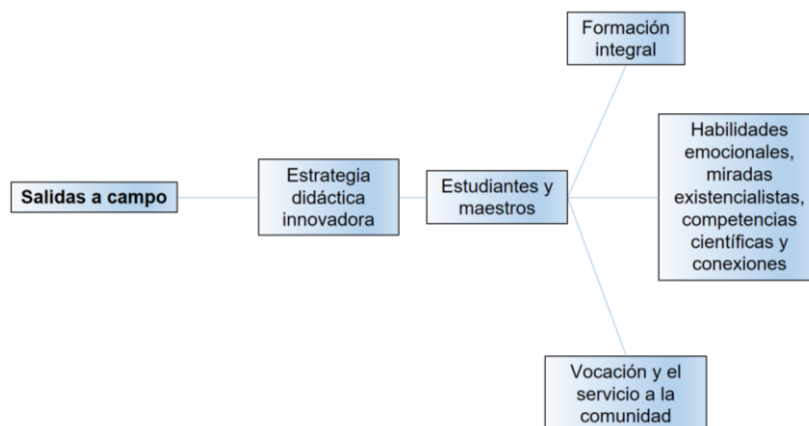 Formación
integral
Salidas a campo
Estrategia
didáctica
innovadora
Estudiantes y
maestros
Habilidades
emocionales,
miradas
existencialistas,
competencias
científicas y
conexiones
Vocación y el
servicio a la
comunidad